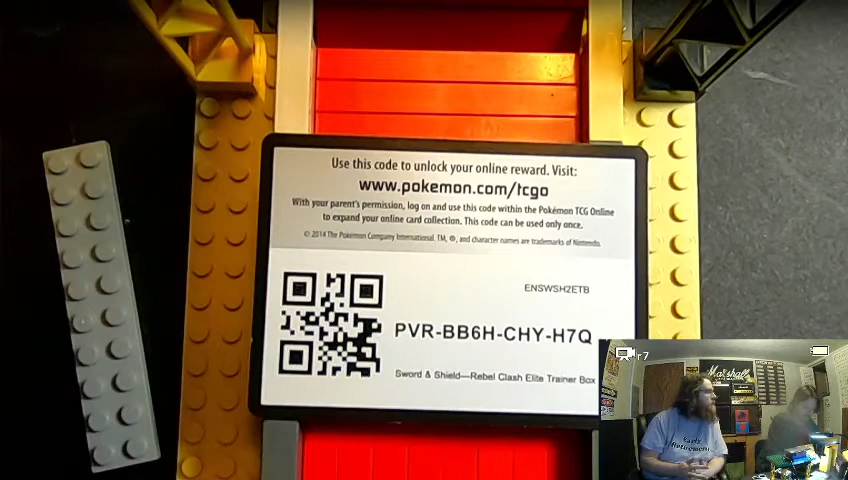 Use this code to unlock your online reward. Visit:
www.pokemon.com/tcgo
With your parent's permission, log on and use this code within the Pokémon TCG Online
to expand your online card collection. This code can be used only once.
© 2014 The Pokémon Company International. TM, ®, and character names are trademarks of Nintendo.
ENSWSH2ETB
PVR-BB6H-CHY-H7Q
Sword & Shield—Rebel Clash Elite Trainer Box
r7
Marshall
Early
Retirement